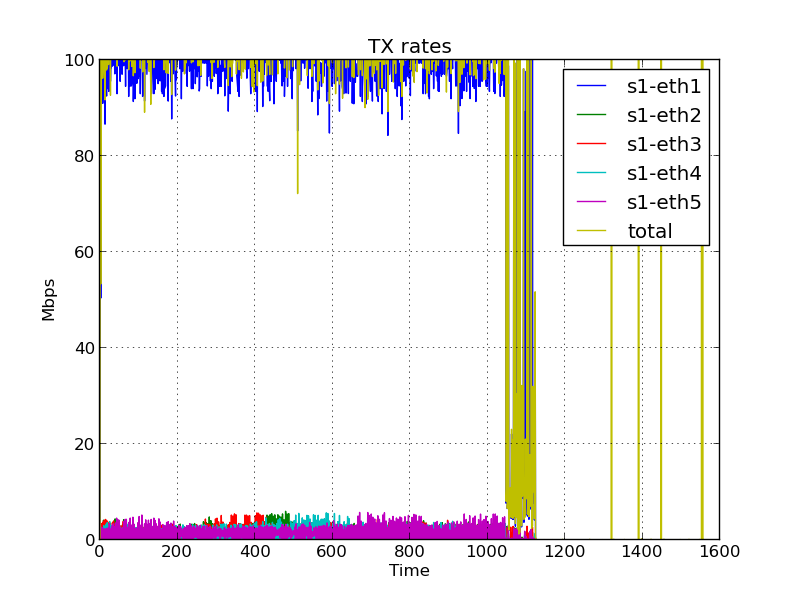 TX rates
100
80
60
40
20
0
Mbps
0 200 400 600 800 1000 1200 1400 1600
Time
s1-eth1
s1-eth2
s1-eth3
s1-eth4
s1-eth5
total